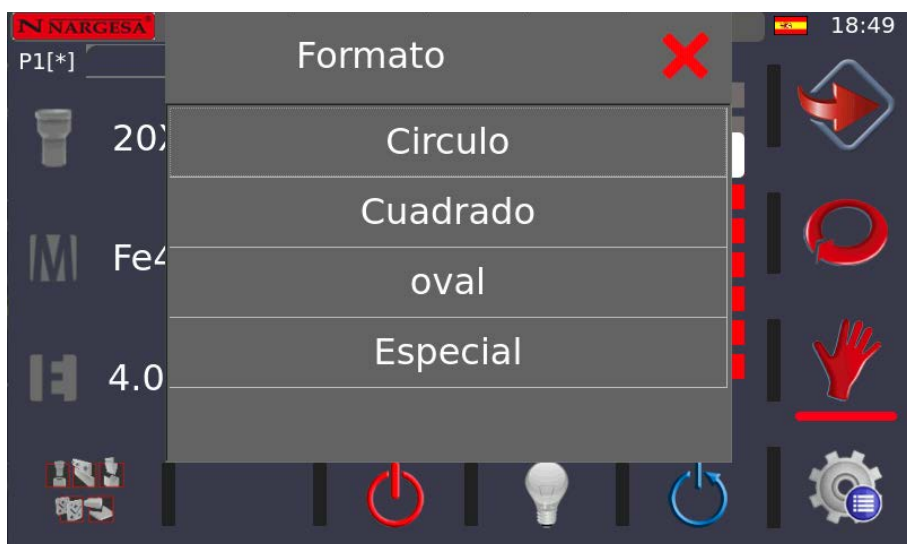 NARGESA
Formato
18:49
P1[*]
Circulo
Cuadrado
oval
Especial
20
Fe4
M
4.0
E